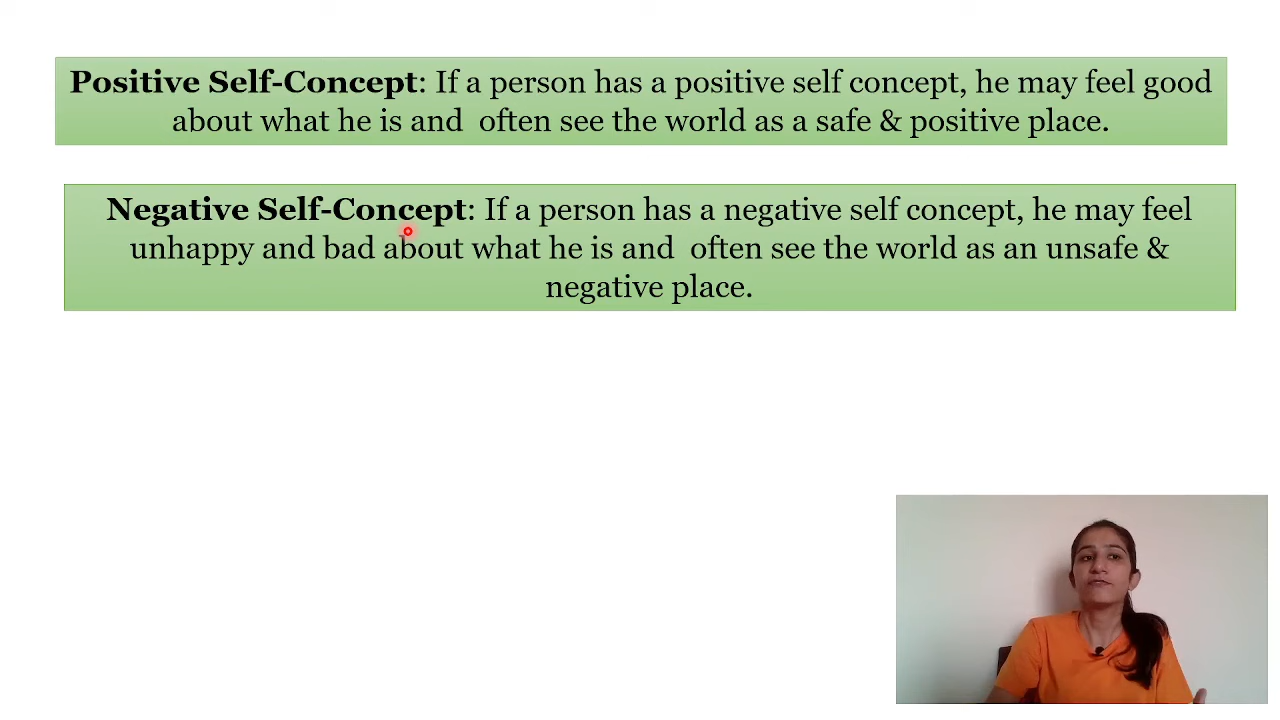 Positive Self-Concept: If a person has a positive self concept, he may feel good
about what he is and  often see the world as a safe & positive place.
Negative Self-Concept: If a person has a negative self concept, he may feel
unhappy and bad about what he is and  often see the world as an unsafe &
negative place.